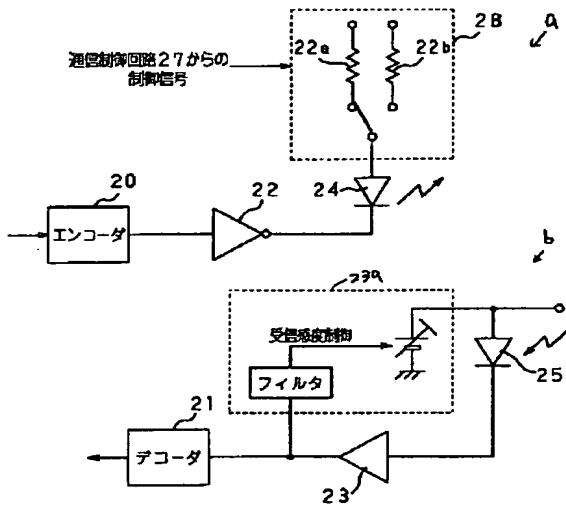 28
a
22a
22b
通信制御回路27からの
制御信号
24
20
22
エンコーダ
b
23a
受信感度制御
フィルタ
25
21
デコーダ
23